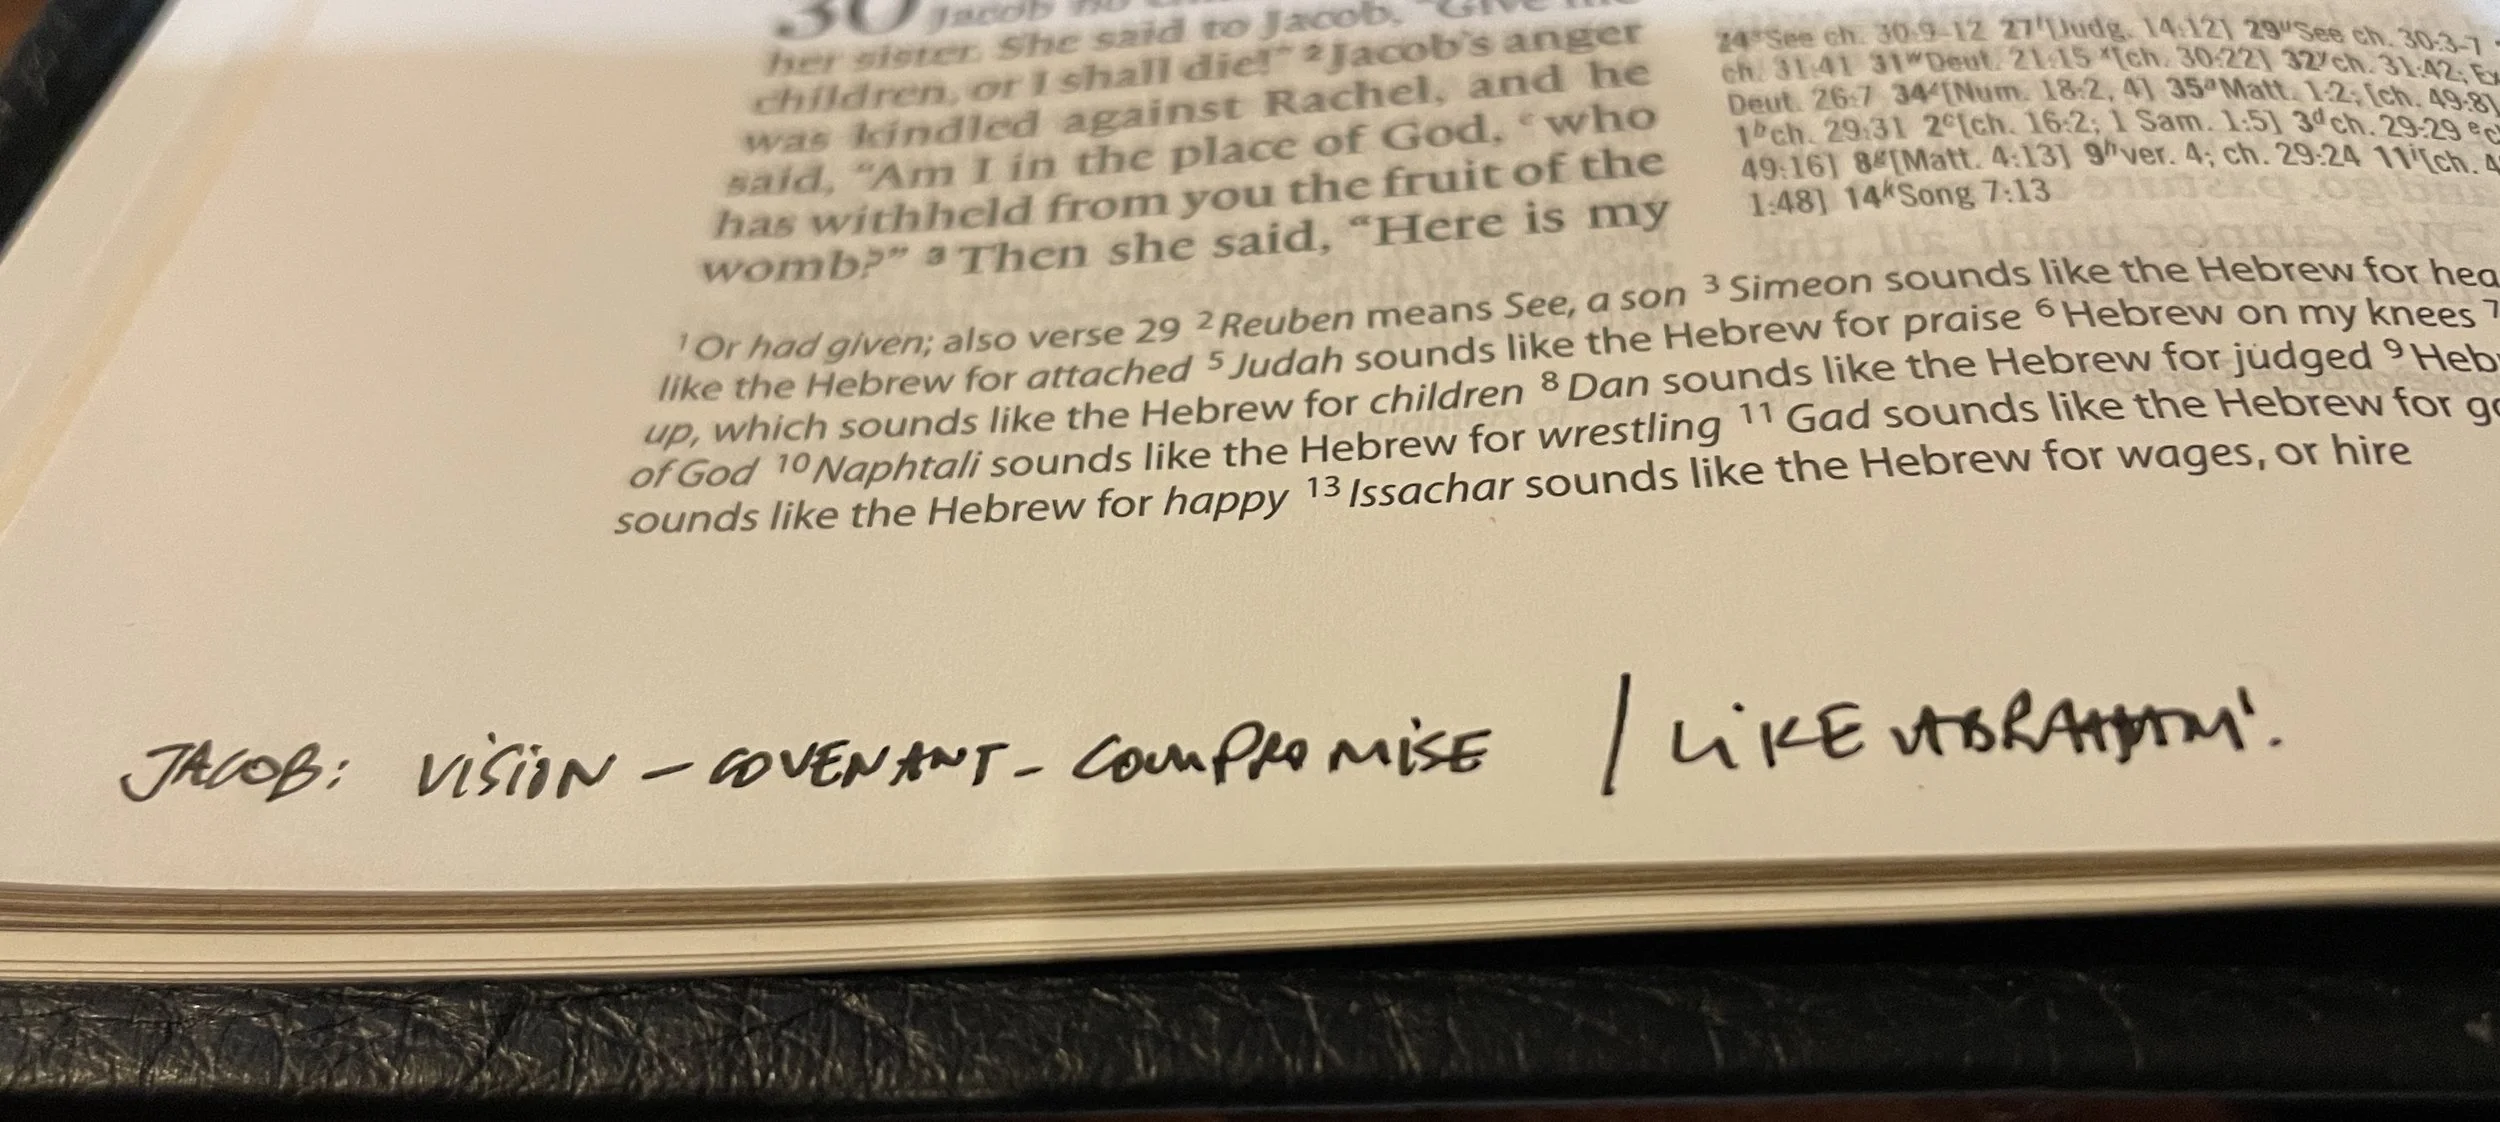 30 Jacob
her sister. She said to Jacob, "Give me
children, or I shall die!" 2 Jacob's anger
was kindled against Rachel, and he
said, "Am I in the place of God, c who
has withheld from you the fruit of the
womb?" 3 Then she said, "Here is my
24 s See ch. 30:9-12 27 t [Judg. 14:12] 29 u See ch. 30:3-7
ch. 31:41 31 w Deut. 21:15 x [ch. 30:22] 32 y ch. 31:42; Ex
Deut. 26:7 34 z [Num. 18:2, 4] 35 a Matt. 1:2; [ch. 49:8]
1 b ch. 29:31 2 c [ch. 16:2; 1 Sam. 1:5] 3 d ch. 29:29 e c
49:16] 8 g [Matt. 4:13] 9 h ver. 4; ch. 29:24 11 i [ch. 4
1:48] 14 k Song 7:13
1 Or had given; also verse 29 2 Reuben means See, a son 3 Simeon sounds like the Hebrew for hea
like the Hebrew for attached 5 Judah sounds like the Hebrew for praise 6 Hebrew on my knees 7
up, which sounds like the Hebrew for children 8 Dan sounds like the Hebrew for judged 9 Heb
of God 10 Naphtali sounds like the Hebrew for wrestling 11 Gad sounds like the Hebrew for go
sounds like the Hebrew for happy 13 Issachar sounds like the Hebrew for wages, or hire
JACOB: VISION – COVENANT – COMPROMISE / LIKE ABRAHAM!